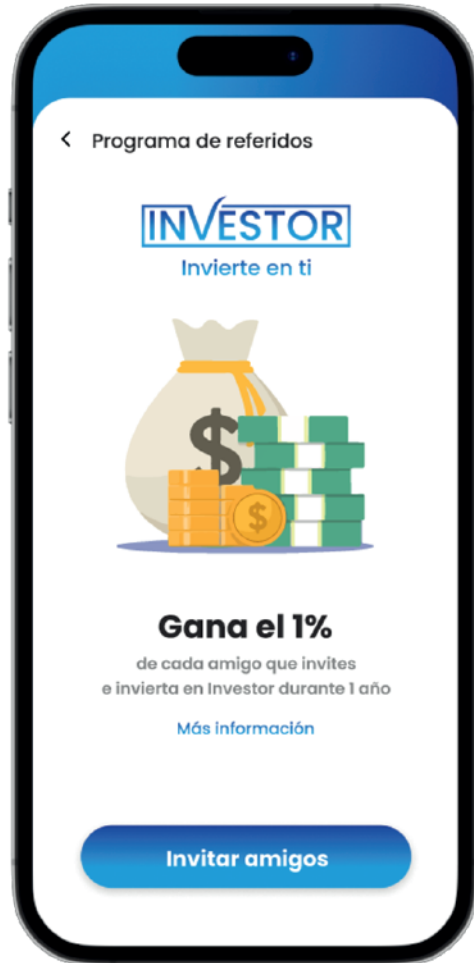 Programa de referidos
INVESTOR
Invierte en ti
$
$
Gana el 1%
de cada amigo que invites
e invierta en Investor durante 1 año
Más información
Invitar amigos